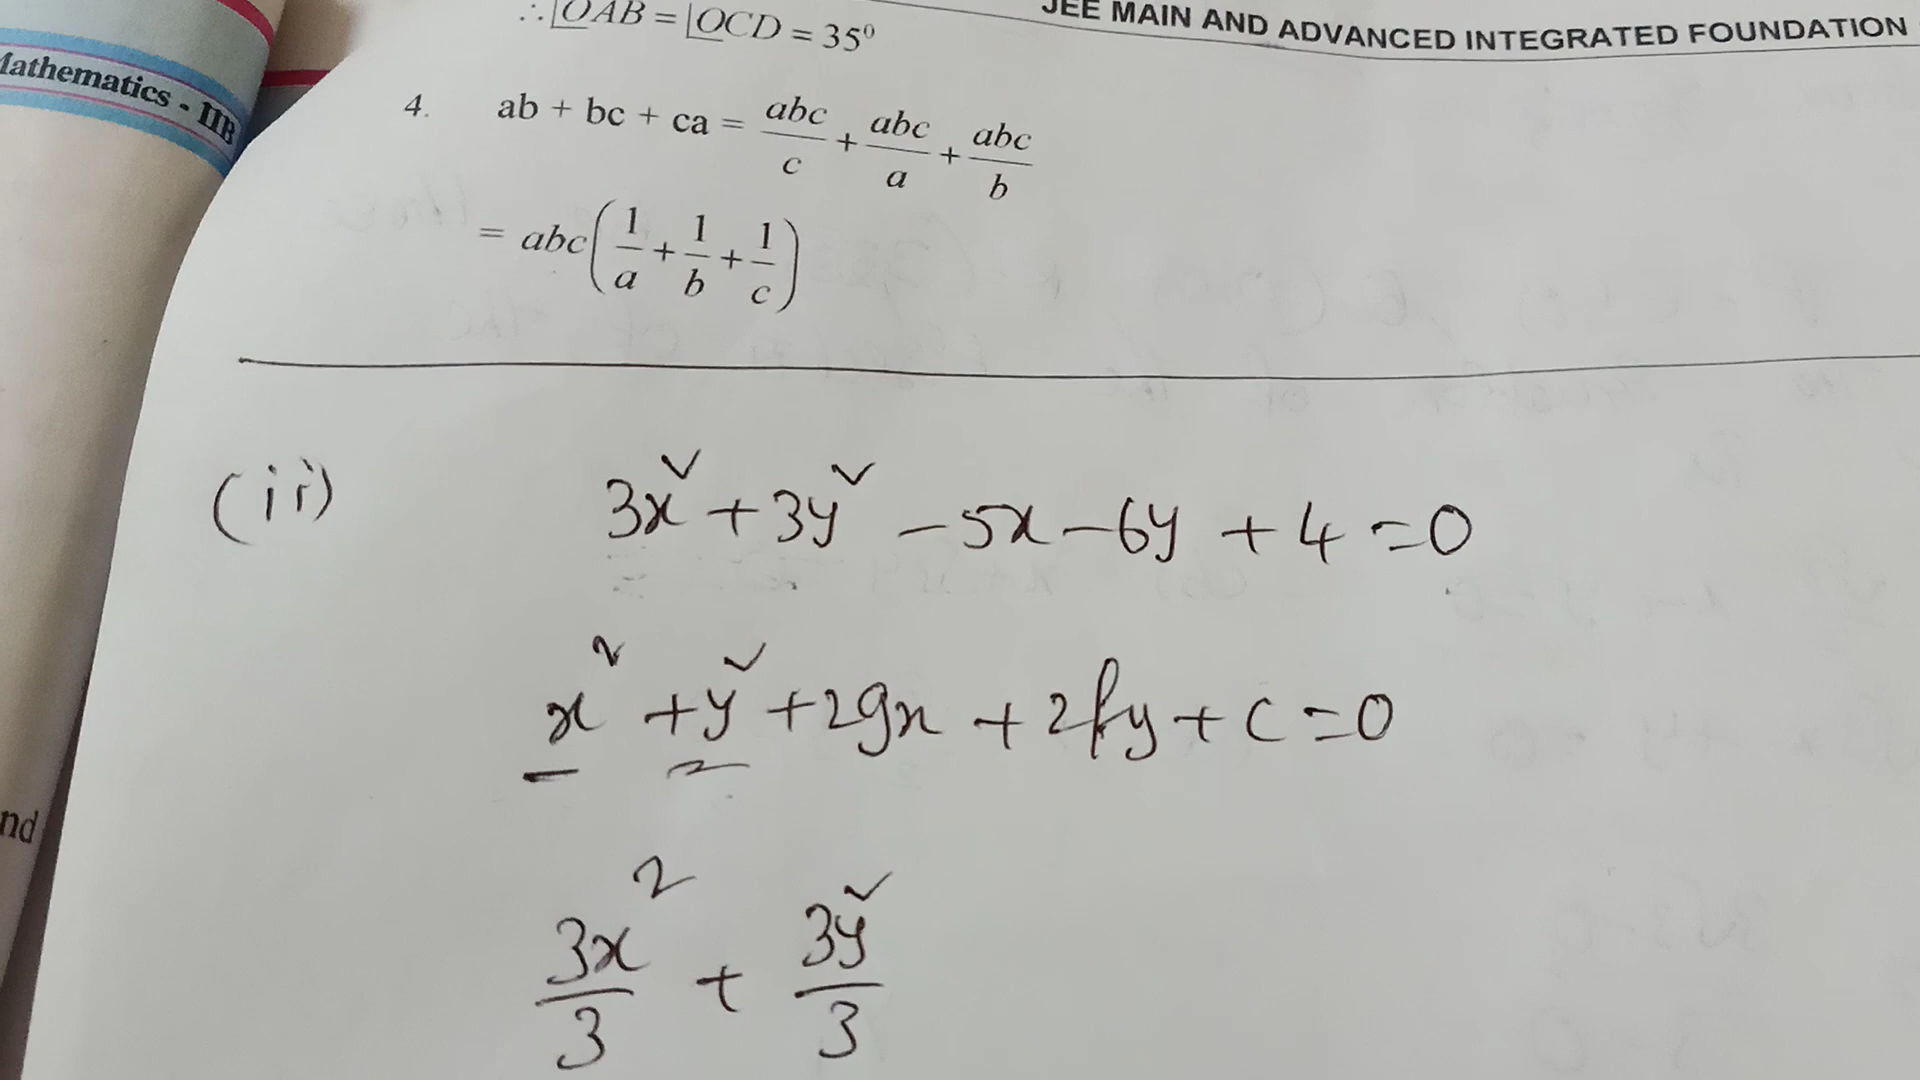 ∴ ∠OAB = ∠OCD = 35⁰
JEE MAIN AND ADVANCED INTEGRATED FOUNDATION
Mathematics - IIB
4. ab + bc + ca = abc/c + abc/a + abc/b
= abc(1/a + 1/b + 1/c)
(ii) 3x² + 3y² - 5x - 6y + 4 = 0
x² + y² + 2gx + 2fy + c = 0
nd
3x²/3 + 3y²/3